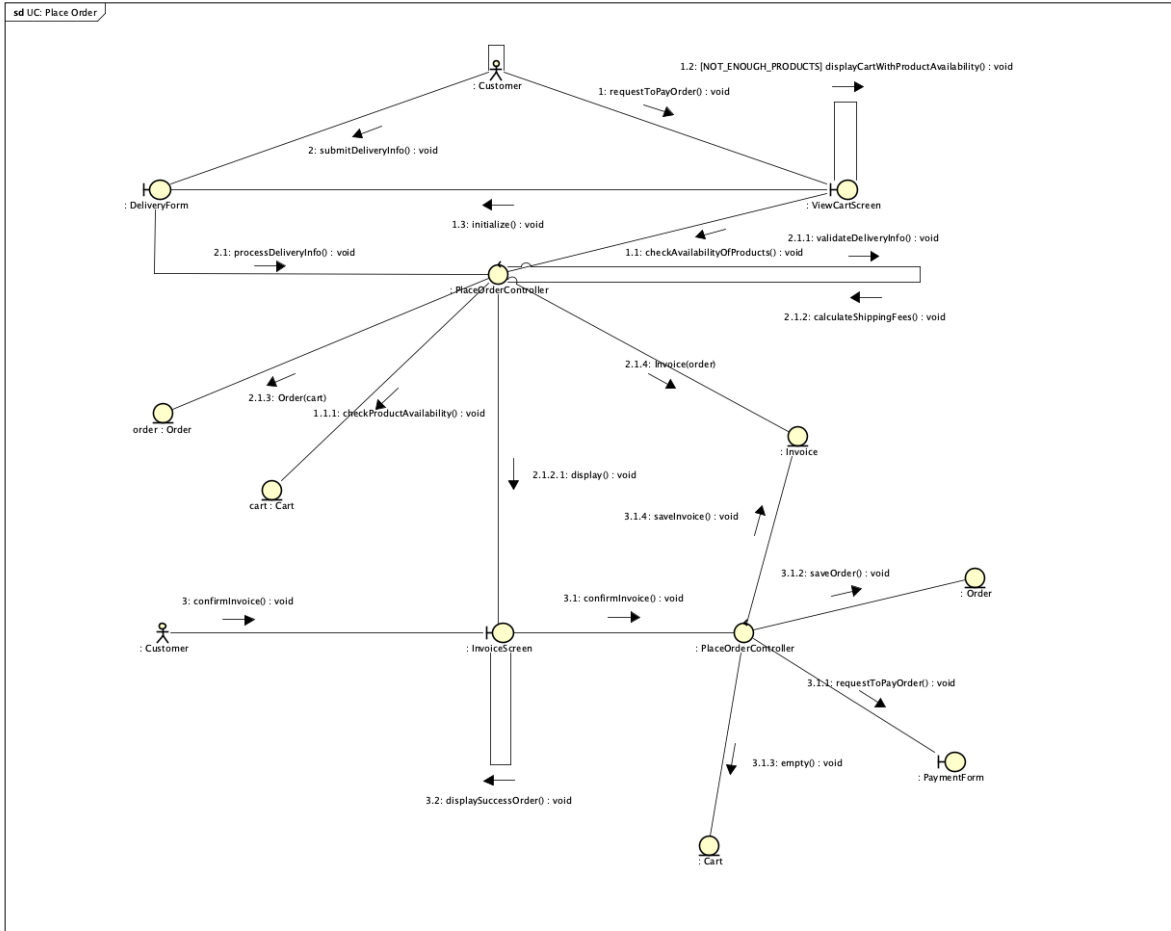 sd UC: Place Order
1.2: [NOT_ENOUGH_PRODUCTS] displayCartWithProductAvailability() : void
: Customer
1: requestToPayOrder() : void
2: submitDeliveryInfo() : void
: DeliveryForm
: ViewCartScreen
1.3: initialize() : void
2.1.1: validateDeliveryInfo() : void
2.1: processDeliveryInfo() : void
1.1: checkAvailabilityOfProducts() : void
: PlaceOrderController
2.1.2: calculateShippingFees() : void
2.1.4: Invoice(order)
2.1.3: Order(cart)
1.1.1: checkProductAvailability() : void
order : Order
: Invoice
2.1.2.1: display() : void
cart : Cart
3.1.4: saveInvoice() : void
3.1.2: saveOrder() : void
: Order
3: confirmInvoice() : void
3.1: confirmInvoice() : void
: Customer
: InvoiceScreen
: PlaceOrderController
3.1.1: requestToPayOrder() : void
3.1.3: empty() : void
: PaymentForm
3.2: displaySuccessOrder() : void
: Cart